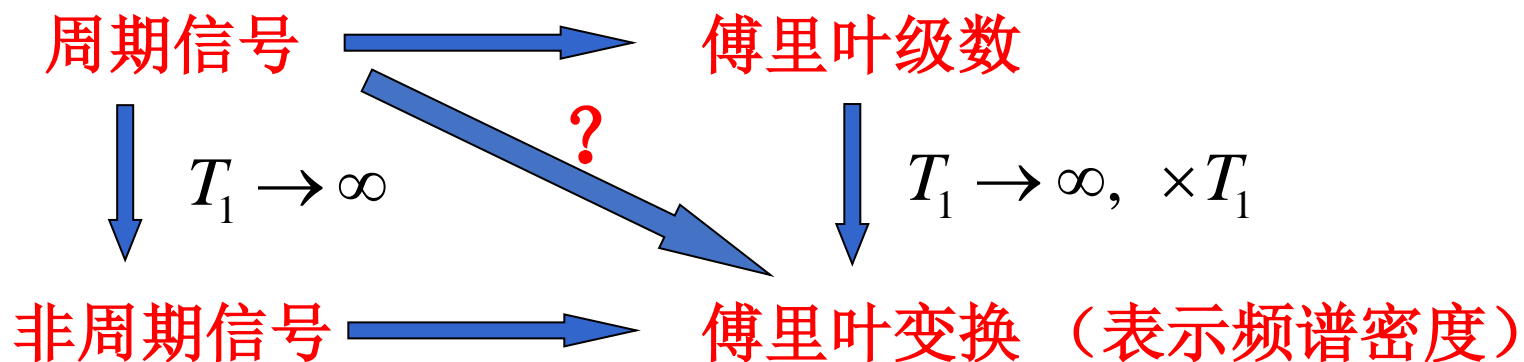 周期信号 傅里叶级数
?
T₁ → ∞ T₁ → ∞, ×T₁
非周期信号 傅里叶变换 （表示频谱密度）